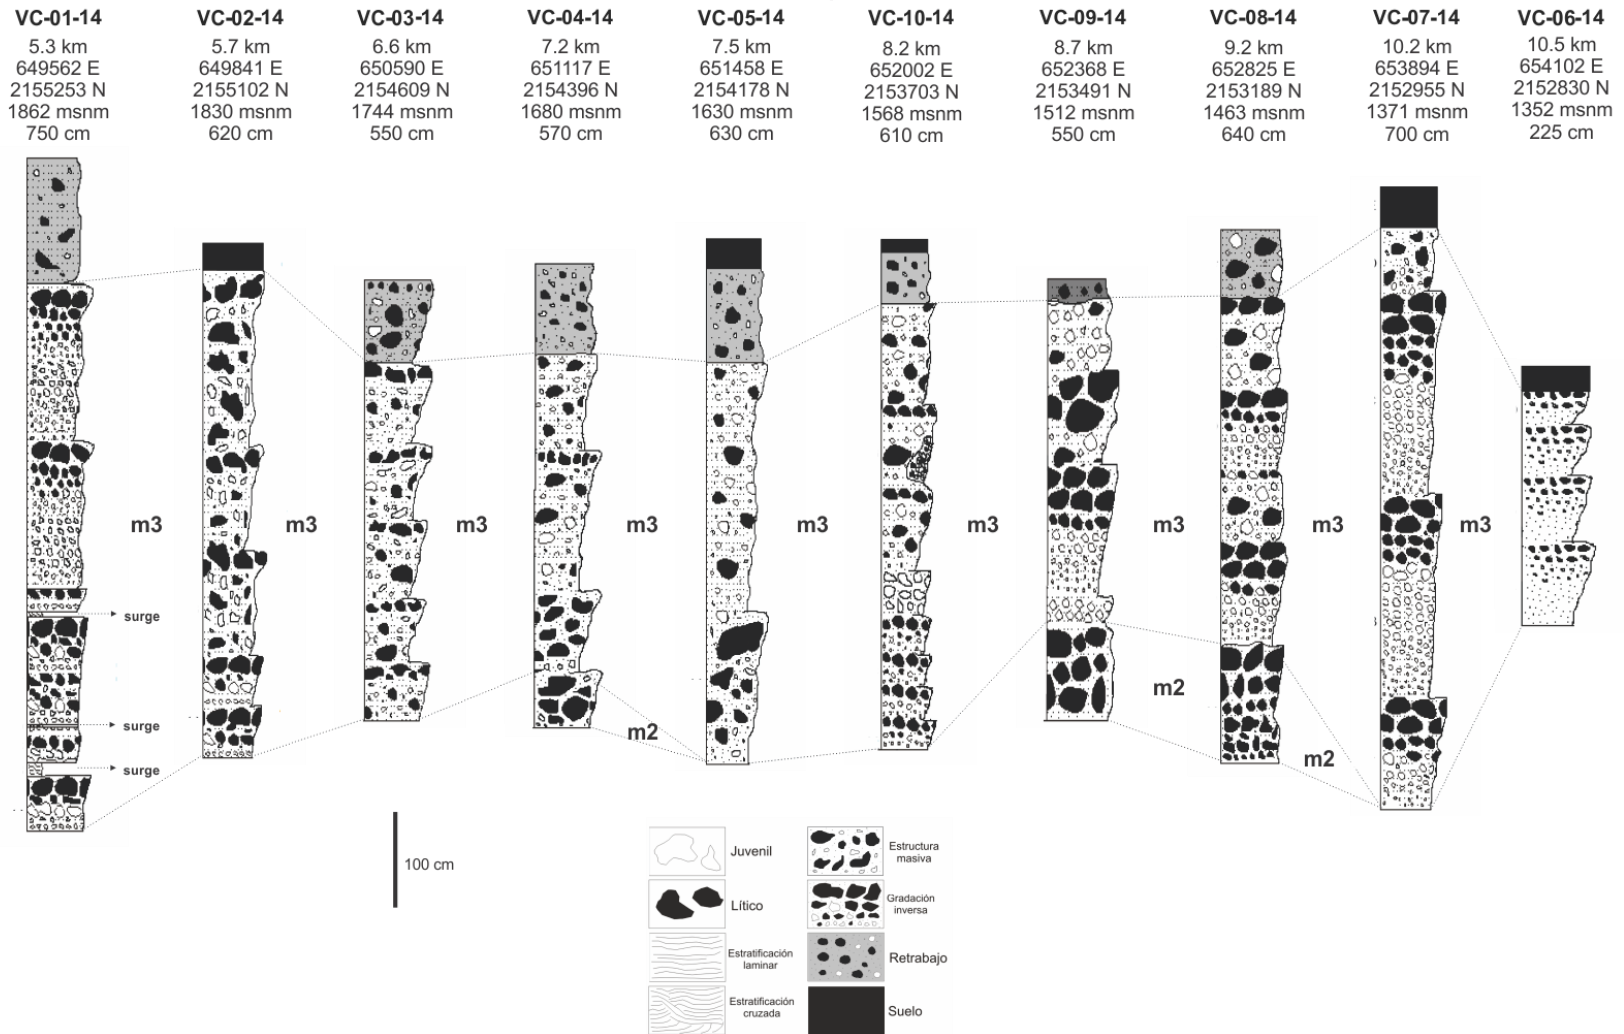 VC-01-14
5.3 km
649562 E
2155253 N
1862 msnm
750 cm
VC-02-14
5.7 km
649841 E
2155102 N
1830 msnm
620 cm
VC-03-14
6.6 km
650590 E
2154609 N
1744 msnm
550 cm
VC-04-14
7.2 km
651117 E
2154396 N
1680 msnm
570 cm
VC-05-14
7.5 km
651458 E
2154178 N
1630 msnm
630 cm
VC-10-14
8.2 km
652002 E
2153703 N
1568 msnm
610 cm
VC-09-14
8.7 km
652368 E
2153491 N
1512 msnm
550 cm
VC-08-14
9.2 km
652825 E
2153189 N
1463 msnm
640 cm
VC-07-14
10.2 km
653894 E
2152955 N
1371 msnm
700 cm
VC-06-14
10.5 km
654102 E
2152830 N
1352 msnm
225 cm
m3
m3
m3
m3
m3
m3
m3
m3
m3
surge
surge
surge
m2
m2
m2
100 cm
Juvenil
Lítico
Estratificación
laminar
Estratificación
cruzada
Estructura
masiva
Gradación
inversa
Retrabajo
Suelo